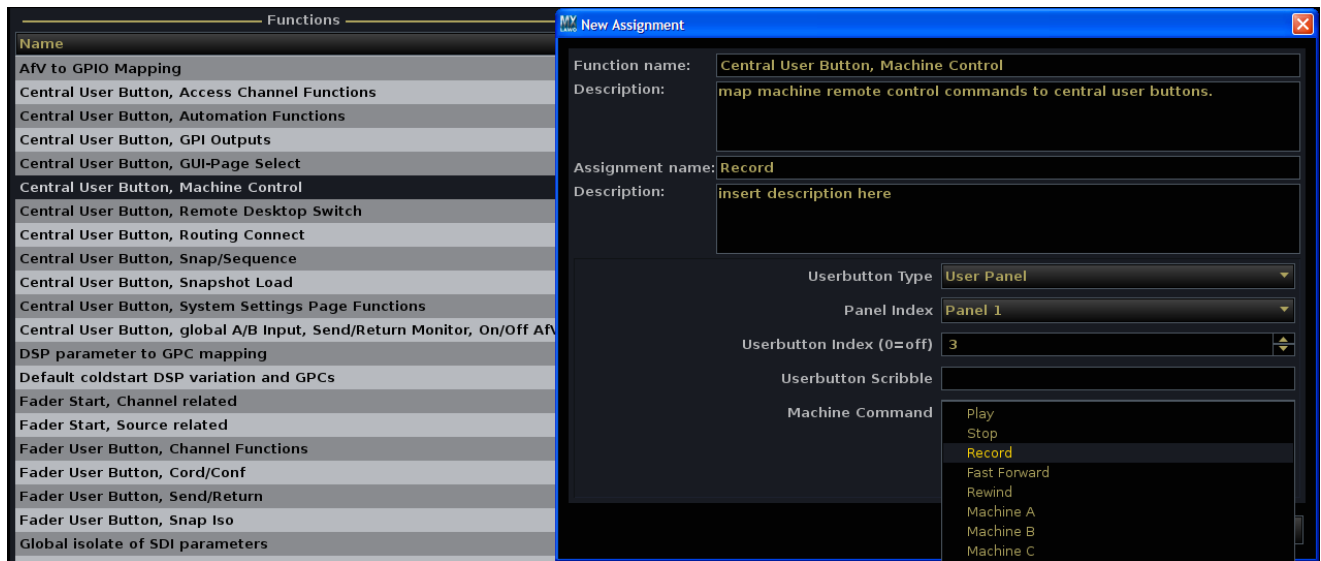 Functions
Name
AfV to GPIO Mapping
Central User Button, Access Channel Functions
Central User Button, Automation Functions
Central User Button, GPI Outputs
Central User Button, GUI-Page Select
Central User Button, Machine Control
Central User Button, Remote Desktop Switch
Central User Button, Routing Connect
Central User Button, Snap/Sequence
Central User Button, Snapshot Load
Central User Button, System Settings Page Functions
Central User Button, global A/B Input, Send/Return Monitor, On/Off Af
DSP parameter to GPC mapping
Default coldstart DSP variation and GPCs
Fader Start, Channel related
Fader Start, Source related
Fader User Button, Channel Functions
Fader User Button, Cord/Conf
Fader User Button, Send/Return
Fader User Button, Snap Iso
Global isolate of SDI parameters
MX LAWO New Assignment
Function name: Central User Button, Machine Control
Description: map machine remote control commands to central user buttons.
Assignment name: Record
Description: insert description here
Userbutton Type User Panel
Panel Index Panel 1
Userbutton Index (0=off) 3
Userbutton Scribble
Machine Command Play
Stop
Record
Fast Forward
Rewind
Machine A
Machine B
Machine C